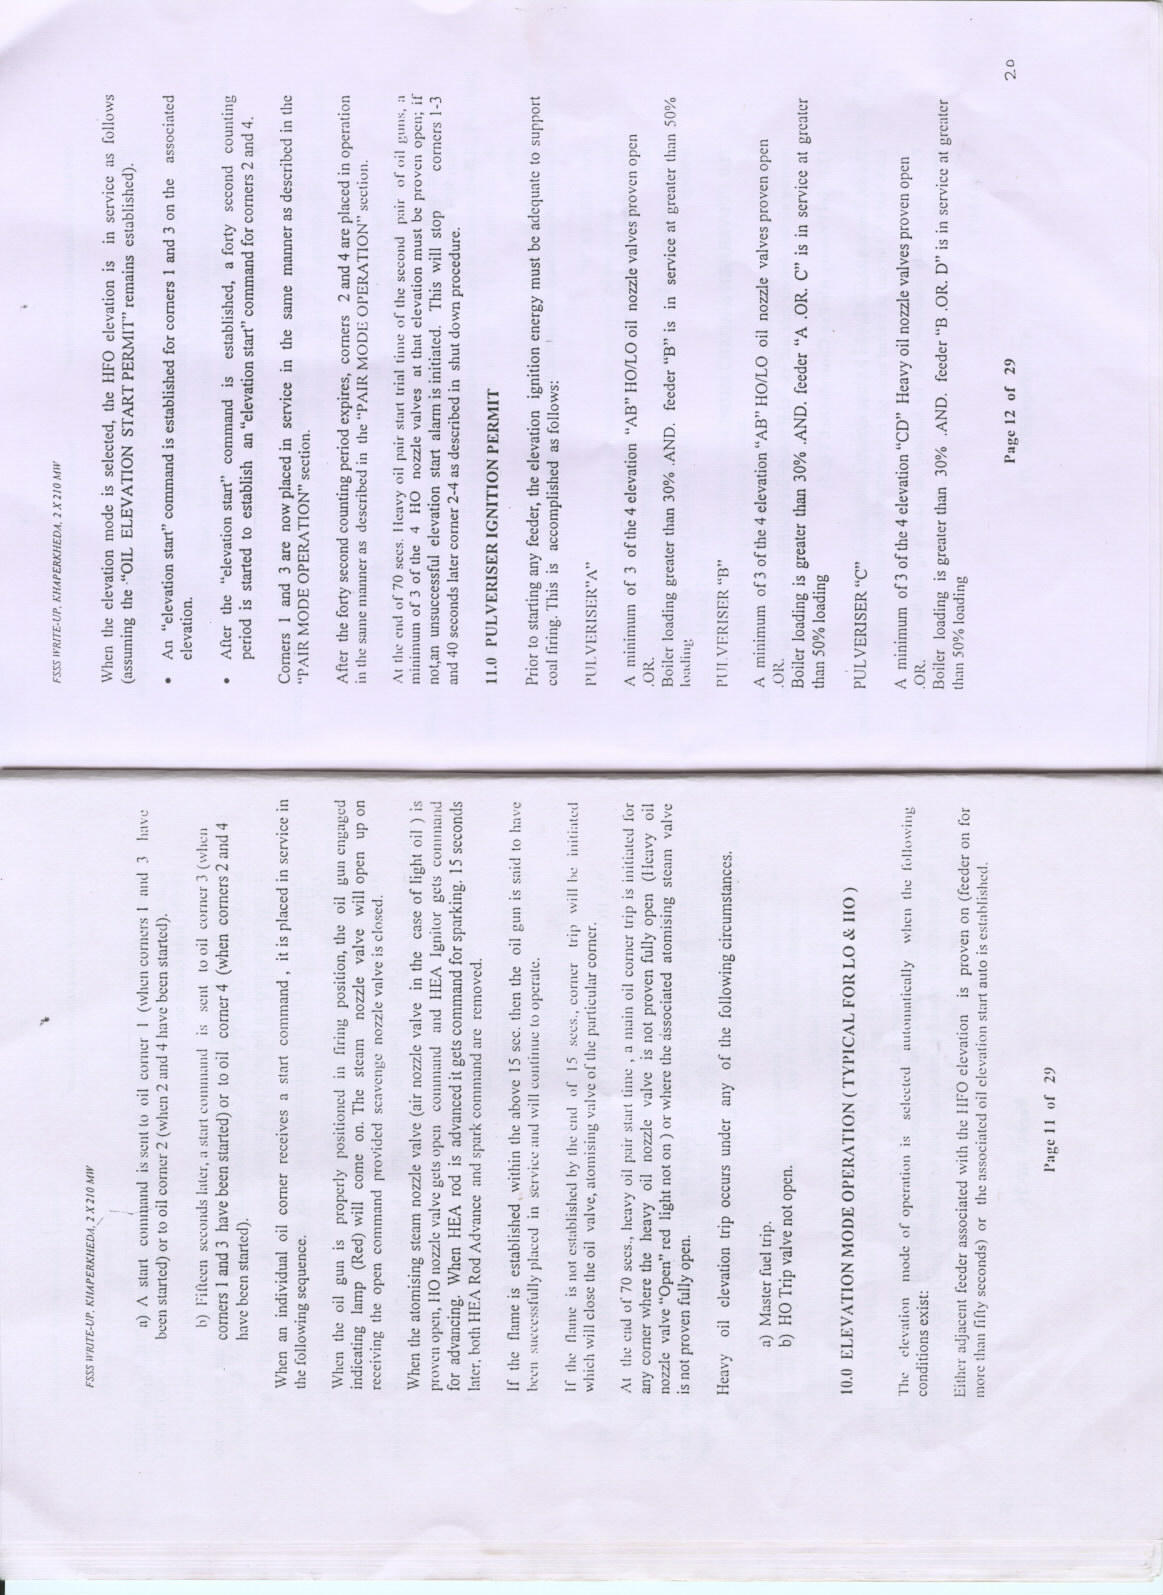 FSSS WRITE-UP, KHAPERKHEDA, 2 X 210 MW
a) A start command is sent to oil corner 1 (when corners 1 and 3 have
been started) or to oil corner 2 (when 2 and 4 have been started).
b) Fifteen seconds later, a start command is sent to oil corner 3 (when
corners 1 and 3 have been started) or to oil corner 4 (when corners 2 and 4
have been started).
When an individual oil corner receives a start command , it is placed in service in
the following sequence.
When the oil gun is properly positioned in firing position, the oil gun engaged
indicating lamp (Red) will come on. The steam nozzle valve will open up on
receiving the open command provided scavenge nozzle valve is closed.
When the atomising steam nozzle valve (air nozzle valve in the case of light oil ) is
proven open, HO nozzle valve gets open command and HEA Ignitor gets command
for advancing. When HEA rod is advanced it gets command for sparking. 15 seconds
later, both HEA Rod Advance and spark command are removed.
If the flame is established within the above 15 sec. then the oil gun is said to have
been successfully placed in service and will continue to operate.
If the flame is not established by the end of 15 secs., corner trip will be initiated
which will close the oil valve, atomising valve of the particular corner.
At the end of 70 secs., heavy oil pair start time , a main oil corner trip is initiated for
any corner where the heavy oil nozzle valve is not proven fully open (Heavy oil
nozzle valve "Open" red light not on ) or where the associated atomising steam valve
is not proven fully open.
Heavy oil elevation trip occurs under any of the following circumstances.
a) Master fuel trip.
b) HO Trip valve not open.
10.0 ELEVATION MODE OPERATION ( TYPICAL FOR LO & HO )
The elevation mode of operation is selected automatically when the following
conditions exist:
Either adjacent feeder associated with the HFO elevation is proven on (feeder on for
more than fifty seconds) or the associated oil elevation start auto is established.
Page 11 of 29
FSSS WRITE-UP, KHAPERKHEDA, 2 X 210 MW
When the elevation mode is selected, the HFO elevation is in service as follows
(assuming the "OIL ELEVATION START PERMIT" remains established).
• An "elevation start" command is established for corners 1 and 3 on the associated
elevation.
• After the "elevation start" command is established, a forty second counting
period is started to establish an "elevation start" command for corners 2 and 4.
Corners 1 and 3 are now placed in service in the same manner as described in the
"PAIR MODE OPERATION" section.
After the forty second counting period expires, corners 2 and 4 are placed in operation
in the same manner as described in the "PAIR MODE OPERATION" section.
At the end of 70 secs. Heavy oil pair start trial time of the second pair of oil guns, a
minimum of 3 of the 4 HO nozzle valves at that elevation must be proven open; if
not,an unsuccessful elevation start alarm is initiated. This will stop corners 1-3
and 40 seconds later corner 2-4 as described in shut down procedure.
11.0 PULVERISER IGNITION PERMIT
Prior to starting any feeder, the elevation ignition energy must be adequate to support
coal firing. This is accomplished as follows:
PULVERISER"A"
A minimum of 3 of the 4 elevation "AB" HO/LO oil nozzle valves proven open
.OR.
Boiler loading greater than 30% .AND. feeder "B" is in service at greater than 50%
loading
PULVERISER "B"
A minimum of 3 of the 4 elevation "AB" HO/LO oil nozzle valves proven open
.OR.
Boiler loading is greater than 30% .AND. feeder "A .OR. C" is in service at greater
than 50% loading
PULVERISER "C"
A minimum of 3 of the 4 elevation "CD" Heavy oil nozzle valves proven open
.OR.
Boiler loading is greater than 30% .AND. feeder "B .OR. D" is in service at greater
than 50% loading
Page 12 of 29
20